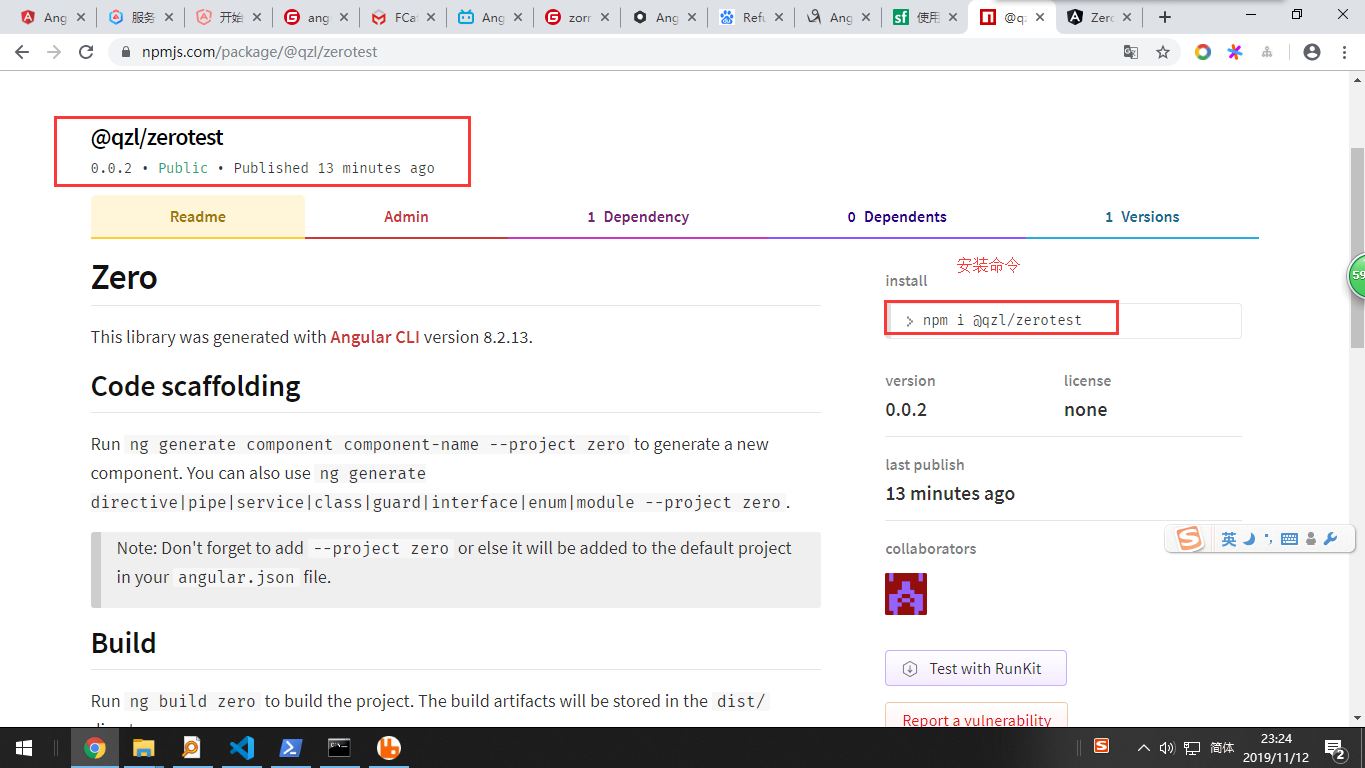 Ang
服务
开始
ang
FCa
Ang
zorr
Ang
Refu
Ang
使用
@qz
Zero
npmjs.com/package/@qzl/zerotest
@qzl/zerotest
0.0.2 • Public • Published 13 minutes ago
Readme
Admin
1 Dependency
0 Dependents
1 Versions
Zero
This library was generated with Angular CLI version 8.2.13.
Code scaffolding
Run ng generate component component-name --project zero to generate a new
component. You can also use ng generate
directive|pipe|service|class|guard|interface|enum|module --project zero.
Note: Don't forget to add --project zero or else it will be added to the default project
in your angular.json file.
Build
Run ng build zero to build the project. The build artifacts will be stored in the dist/
安装命令
install
> npm i @qzl/zerotest
version
license
0.0.2
none
last publish
13 minutes ago
collaborators
Test with RunKit
Report a vulnerability
59
英
简体
23:24
2019/11/12
2